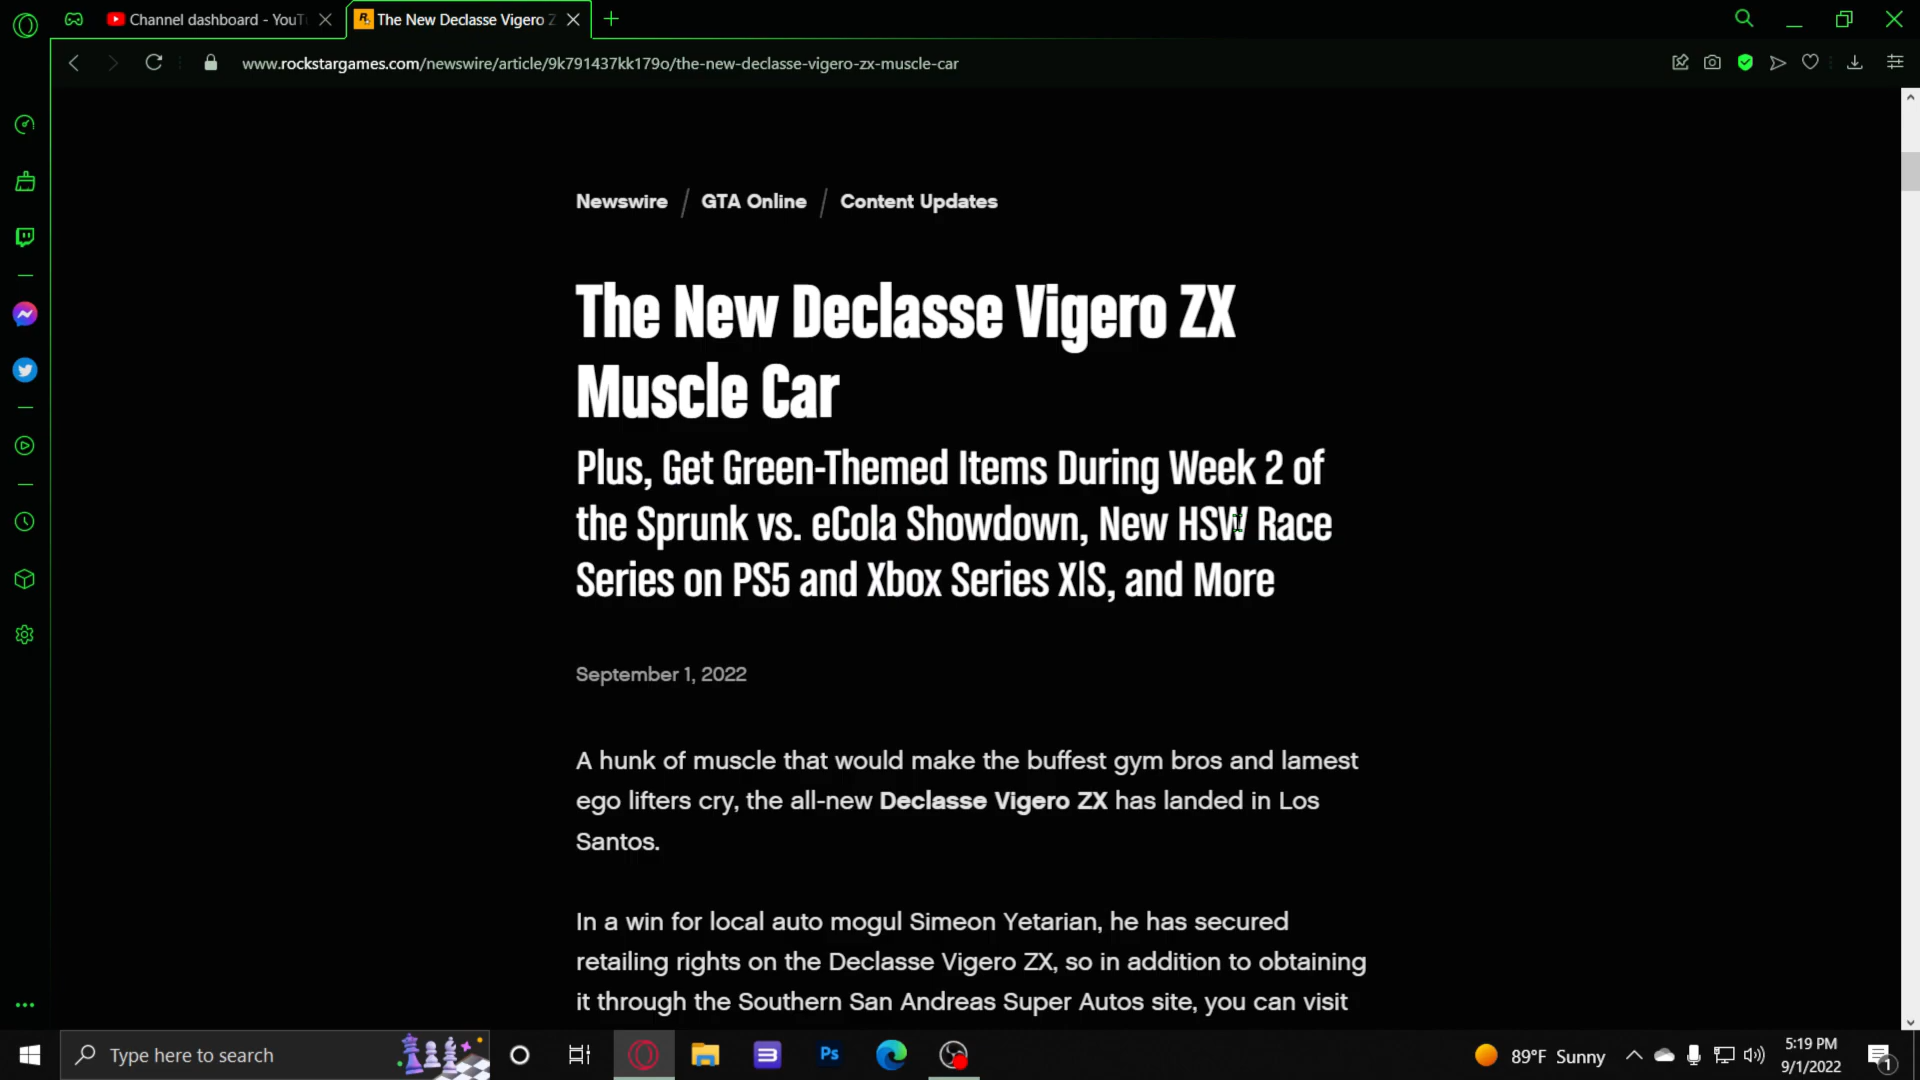 Channel dashboard - YouT
The New Declasse Vigero Z
www.rockstargames.com/newswire/article/9k791437kk179o/the-new-declasse-vigero-zx-muscle-car
Newswire / GTA Online / Content Updates
The New Declasse Vigero ZX
Muscle Car
Plus, Get Green-Themed Items During Week 2 of
the Sprunk vs. eCola Showdown, New HSW Race
Series on PS5 and Xbox Series X|S, and More
September 1, 2022
A hunk of muscle that would make the buffest gym bros and lamest
ego lifters cry, the all-new Declasse Vigero ZX has landed in Los
Santos.
In a win for local auto mogul Simeon Yetarian, he has secured
retailing rights on the Declasse Vigero ZX, so in addition to obtaining
it through the Southern San Andreas Super Autos site, you can visit
Type here to search
Ps
89°F Sunny
5:19 PM
9/1/2022
1